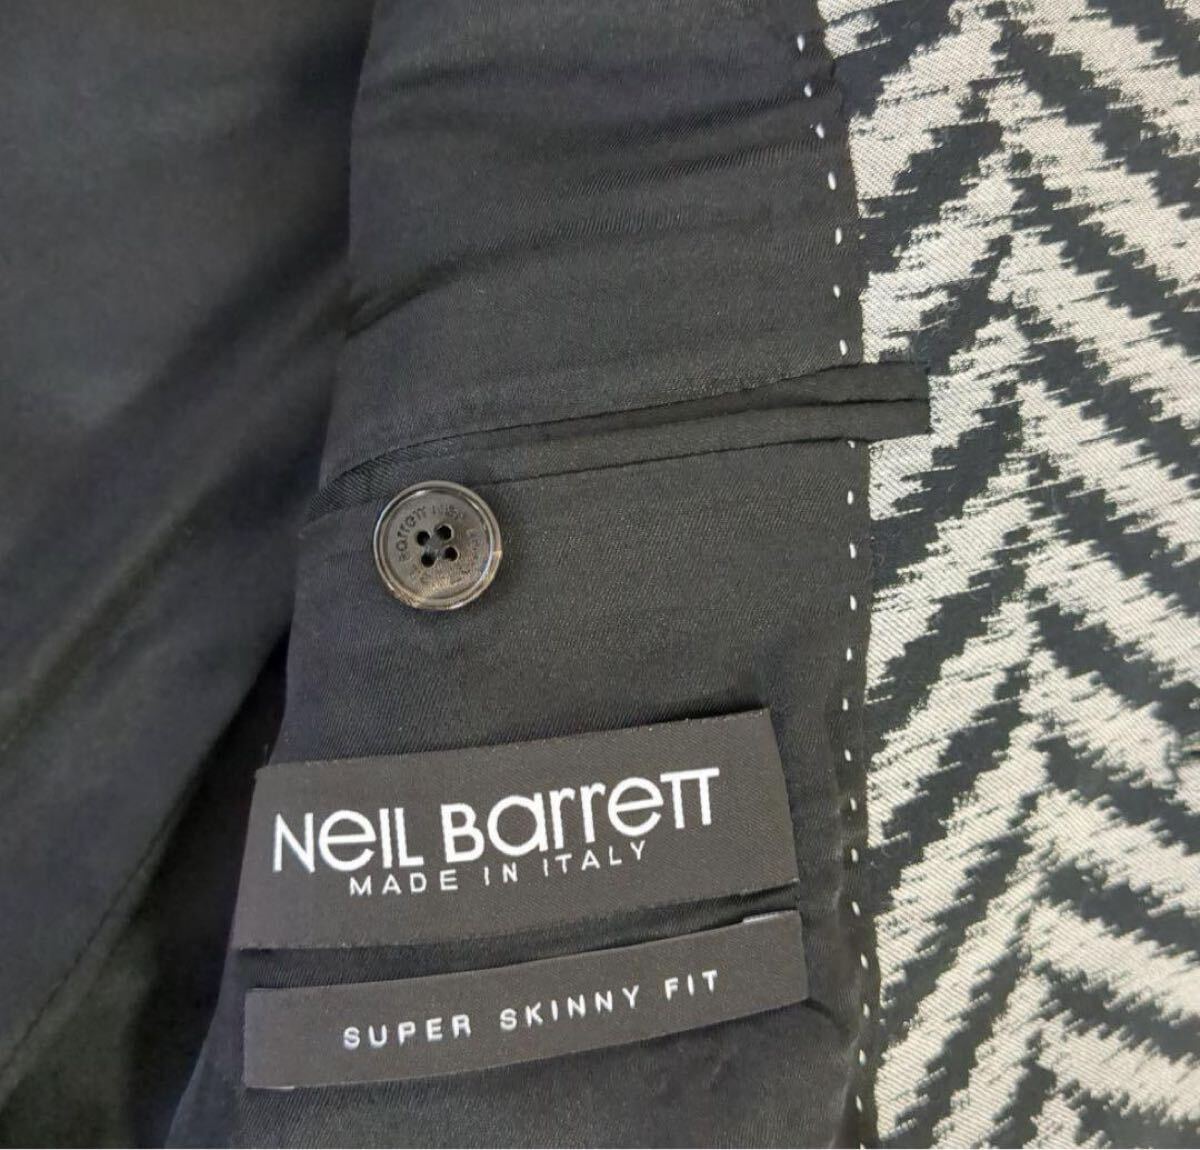 Neil Barrett
MADE IN ITALY
SUPER SKINNY FIT